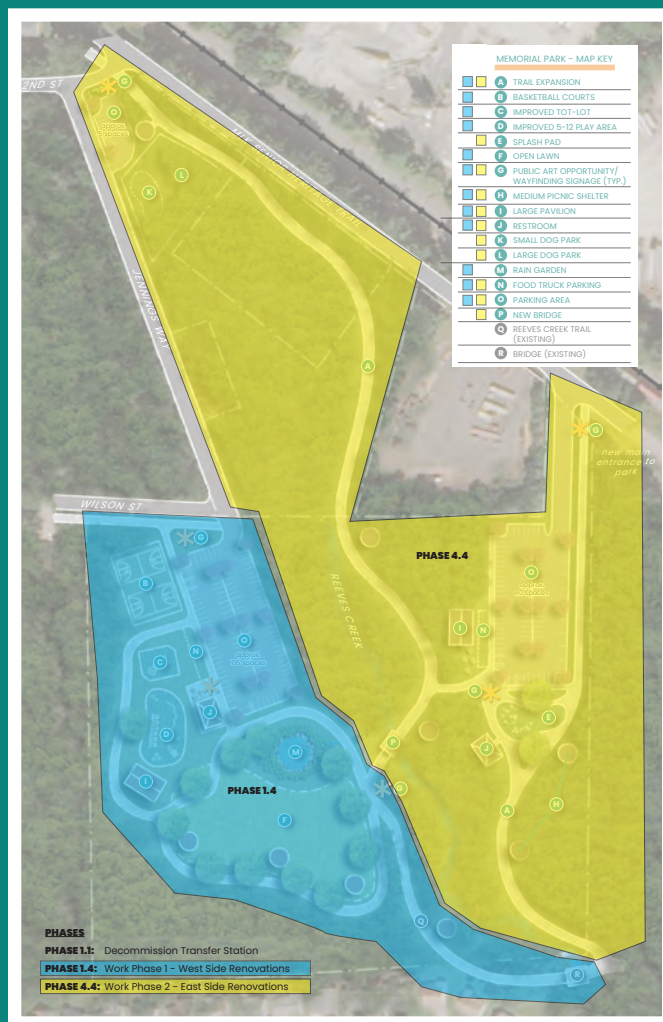 MEMORIAL PARK - MAP KEY
A TRAIL EXPANSION
B BASKETBALL COURTS
C IMPROVED TOT-LOT
D IMPROVED 5-12 PLAY AREA
E SPLASH PAD
F OPEN LAWN
G PUBLIC ART OPPORTUNITY/
WAYFINDING SIGNAGE (TYP.)
H MEDIUM PICNIC SHELTER
I LARGE PAVILION
J RESTROOM
K SMALL DOG PARK
L LARGE DOG PARK
M RAIN GARDEN
N FOOD TRUCK PARKING
O PARKING AREA
P NEW BRIDGE
Q REEVES CREEK TRAIL
(EXISTING)
R BRIDGE (EXISTING)
2ND ST
G
O
L
K
JENNINGS WAY
A
G
new main
entrance to
park
WILSON ST
G
B
PHASE 4.4
O
REEVES CREEK
I
N
O
N
C
G
J
D
E
P
M
J
I
PHASE 1.4
G
H
A
F
Q
R
PHASES
PHASE 1.1: Decommission Transfer Station
PHASE 1.4: Work Phase 1 - West Side Renovations
PHASE 4.4: Work Phase 2 - East Side Renovations